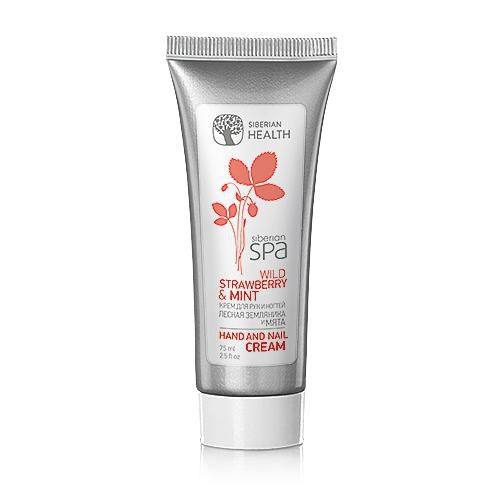 SIBERIAN
HEALTH
siberian
spa
WILD
STRAWBERRY
& MINT
КРЕМ ДЛЯ РУК И НОГТЕЙ
ЛЕСНАЯ ЗЕМЛЯНИКА
И МЯТА
HAND AND NAIL
CREAM
75 ml
2.5 fl oz